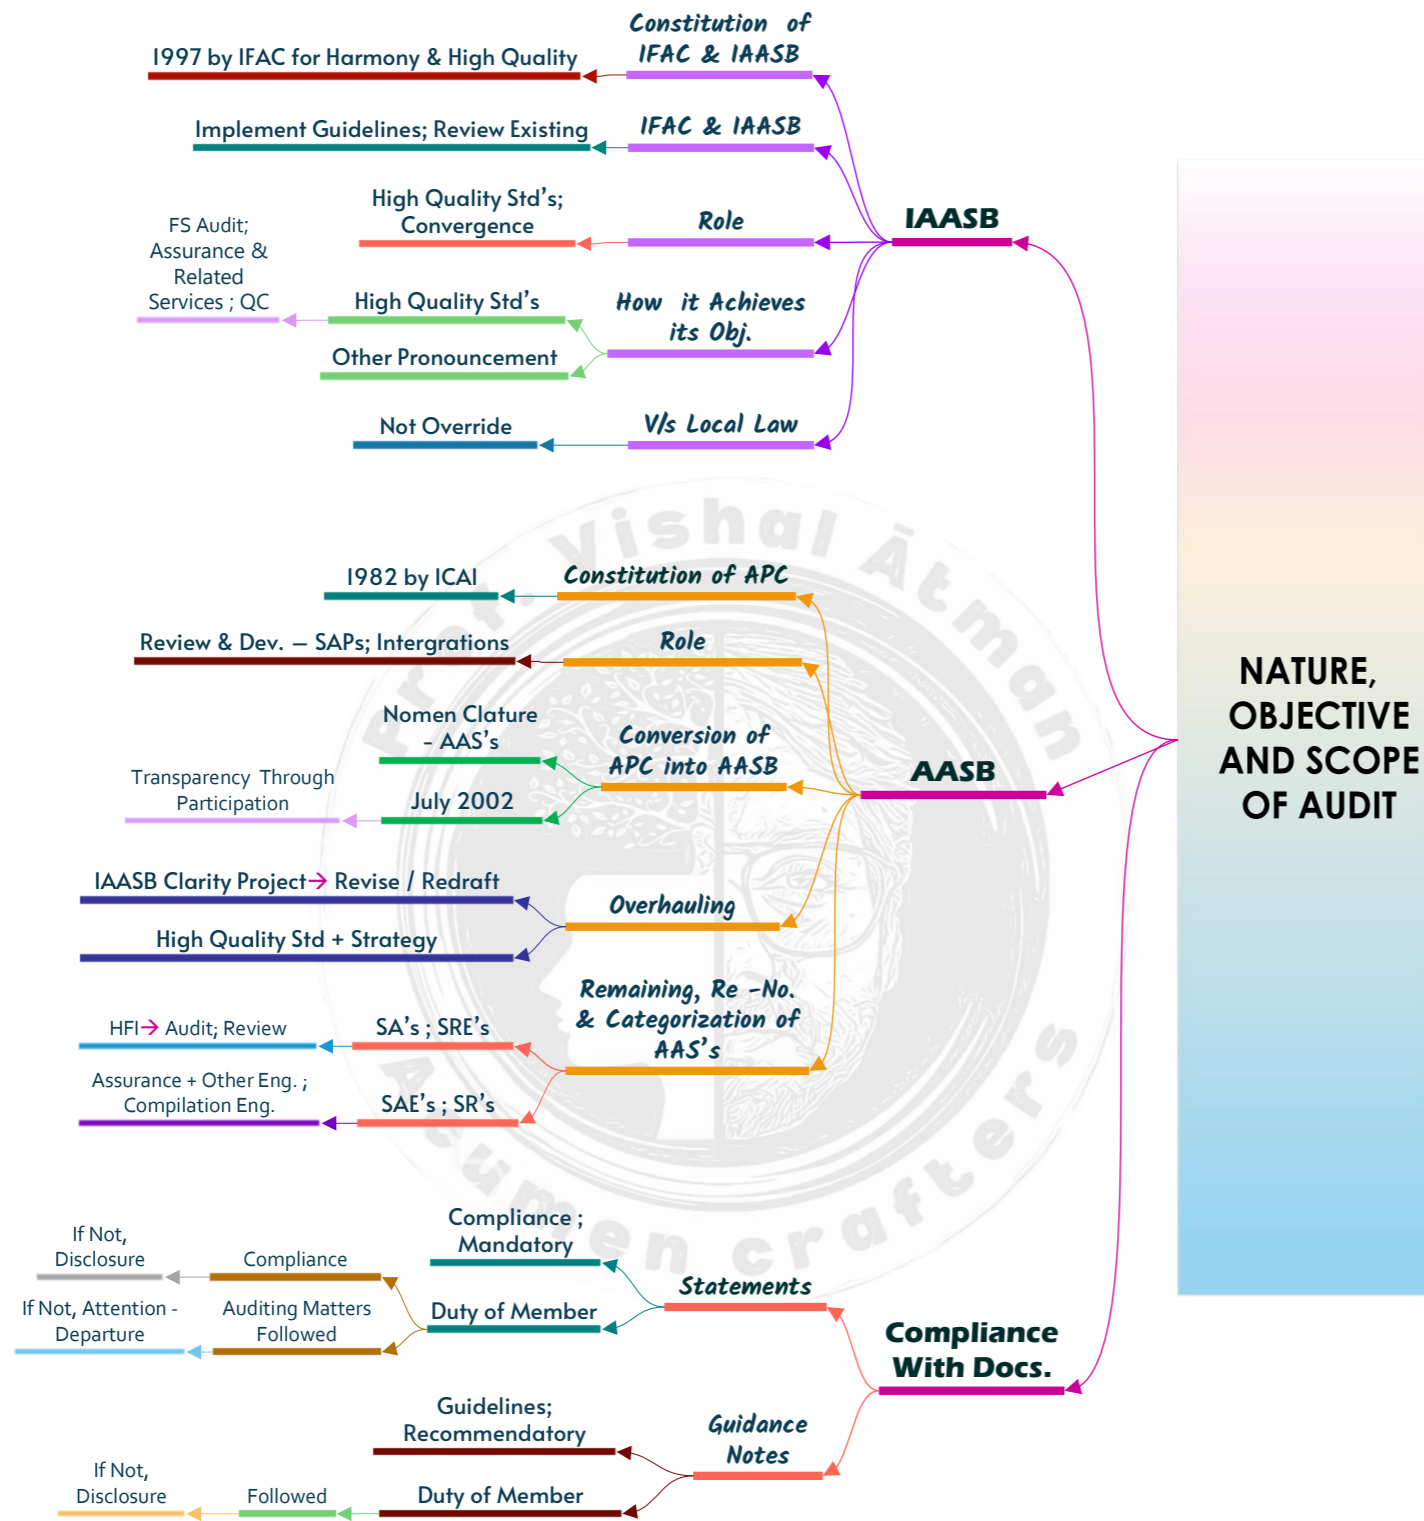 NATURE,
OBJECTIVE
AND SCOPE
OF AUDIT
IAASB
Constitution of
IFAC & IAASB
1997 by IFAC for Harmony & High Quality
IFAC & IAASB
Implement Guidelines; Review Existing
Role
High Quality Std's;
Convergence
How it Achieves
its Obj.
High Quality Std's
FS Audit;
Assurance &
Related
Services ; QC
Other Pronouncement
V/s Local Law
Not Override
AASB
Constitution of APC
1982 by ICAI
Role
Review & Dev. – SAPs; Intergrations
Conversion of
APC into AASB
Nomen Clature
- AAS's
July 2002
Transparency Through
Participation
Overhauling
IAASB Clarity Project→ Revise / Redraft
High Quality Std + Strategy
Remaining, Re -No.
& Categorization of
AAS's
SA's ; SRE's
HFI→ Audit; Review
SAE's ; SR's
Assurance + Other Eng. ;
Compilation Eng.
Compliance
With Docs.
Statements
Compliance ;
Mandatory
Duty of Member
Compliance
If Not,
Disclosure
Auditing Matters
Followed
If Not, Attention -
Departure
Guidance
Notes
Guidelines;
Recommendatory
Duty of Member
Followed
If Not,
Disclosure
Prof. Vishal Ātman
Acumen crafters